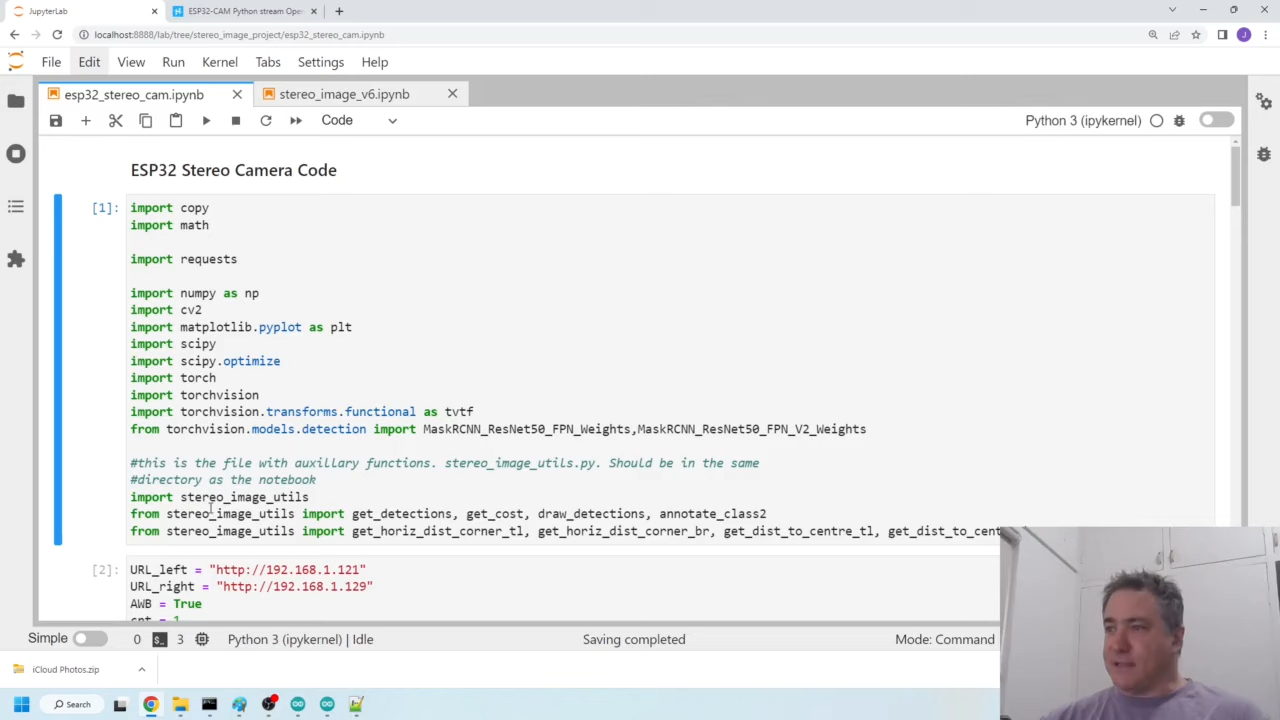 JupyterLab
ESP32-CAM Python stream Open
localhost:8888/lab/tree/stereo_image_project/esp32_stereo_cam.ipynb
J
File Edit View Run Kernel Tabs Settings Help
esp32_stereo_cam.ipynb
stereo_image_v6.ipynb
Code
Python 3 (ipykernel)
ESP32 Stereo Camera Code
[1]:
import copy
import math
import requests
import numpy as np
import cv2
import matplotlib.pyplot as plt
import scipy
import scipy.optimize
import torch
import torchvision
import torchvision.transforms.functional as tvtf
from torchvision.models.detection import MaskRCNN_ResNet50_FPN_Weights,MaskRCNN_ResNet50_FPN_V2_Weights
#this is the file with auxillary functions. stereo_image_utils.py. Should be in the same
#directory as the notebook
import stereo_image_utils
from stereo_image_utils import get_detections, get_cost, draw_detections, annotate_class2
from stereo_image_utils import get_horiz_dist_corner_tl, get_horiz_dist_corner_br, get_dist_to_centre_tl, get_dist_to_cent
[2]:
URL_left = "http://192.168.1.121"
URL_right = "http://192.168.1.129"
AWB = True
cnt = 1
Simple 0 3 Python 3 (ipykernel) | Idle Saving completed Mode: Command
iCloud Photos.zip
Search